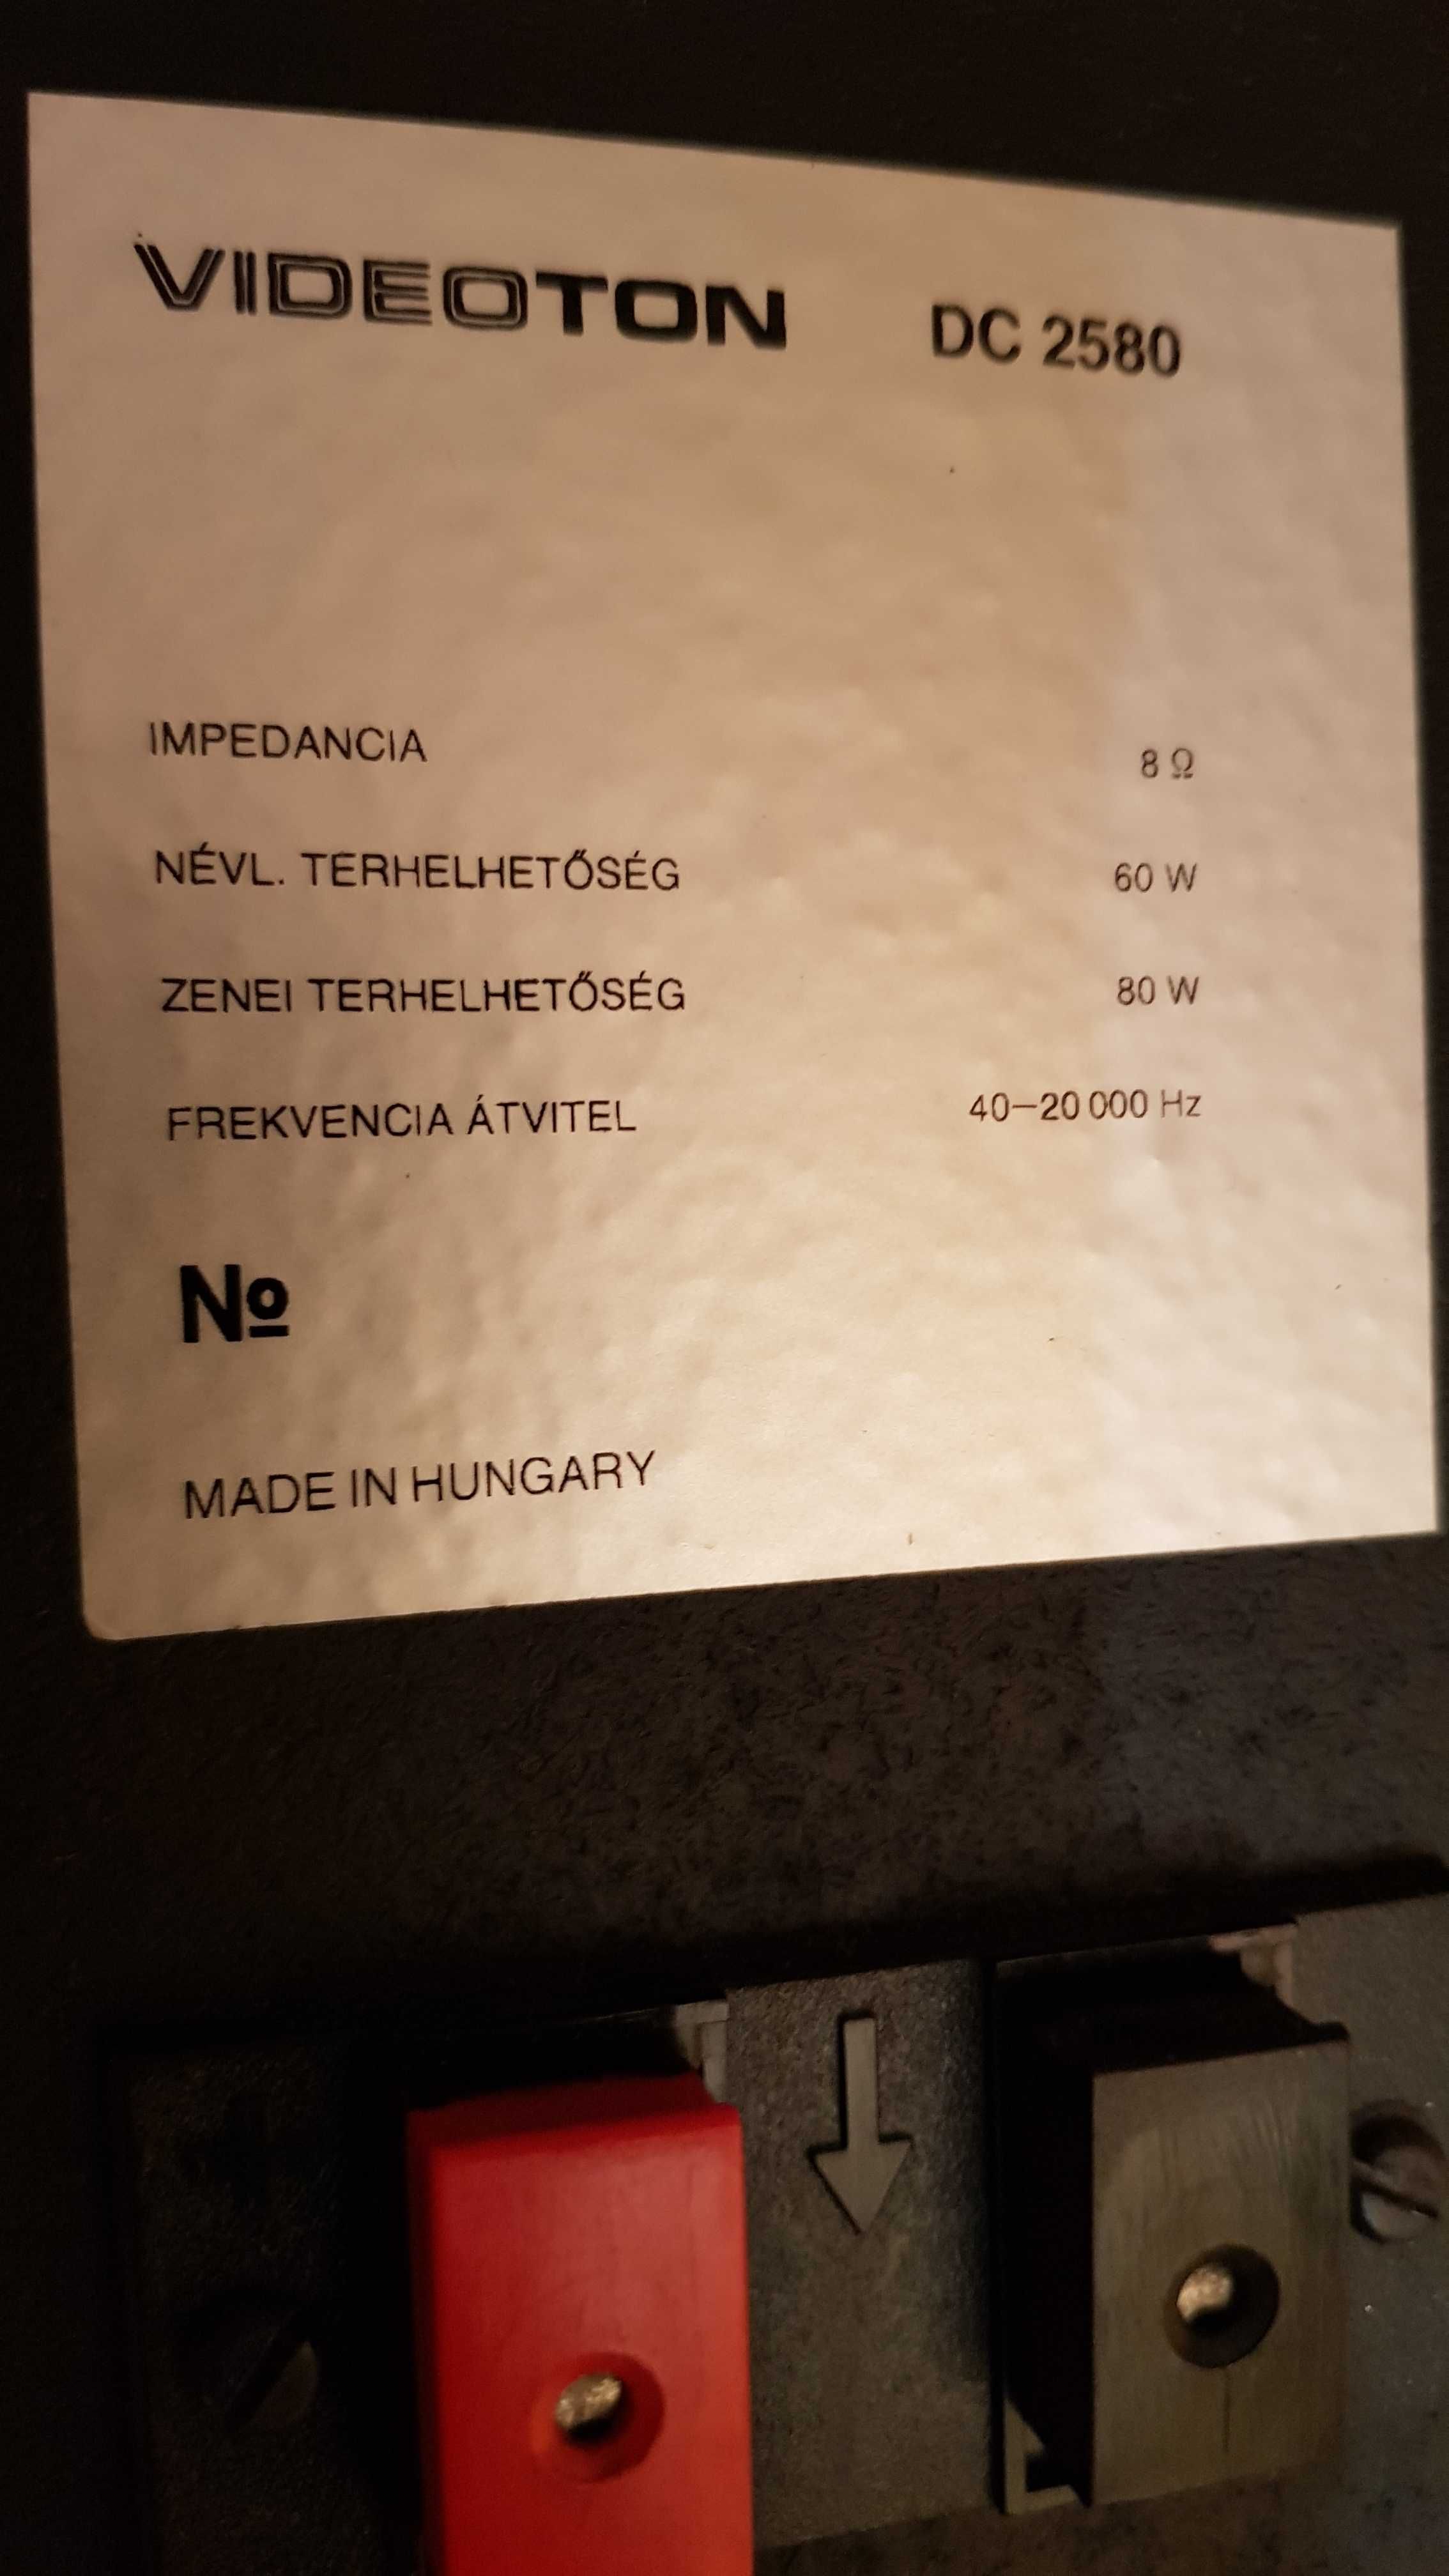 VIDEOTON DC 2580
IMPEDANCIA 8 Ω
NÉVL. TERHELHETŐSÉG 60 W
ZENEI TERHELHETŐSÉG 80 W
FREKVENCIA ÁTVITEL 40–20 000 Hz
№
MADE IN HUNGARY